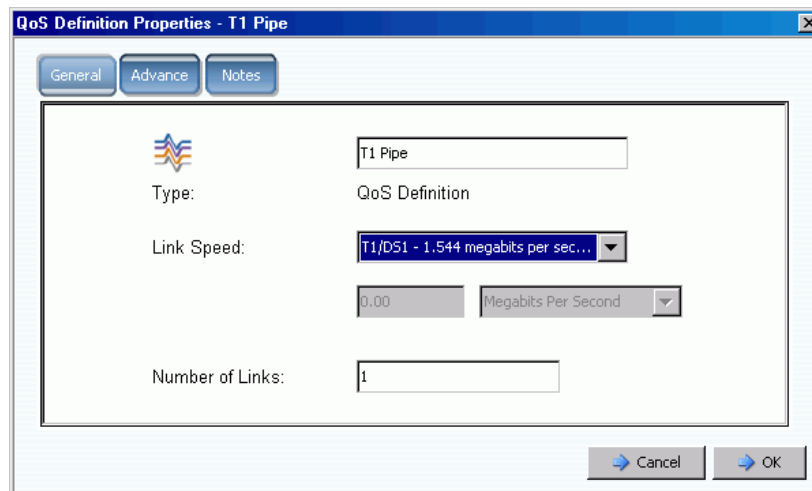 QoS Definition Properties - T1 Pipe
General Advance Notes
T1 Pipe
Type: QoS Definition
Link Speed: T1/DS1 - 1.544 megabits per sec...
0.00 Megabits Per Second
Number of Links: 1
Cancel OK